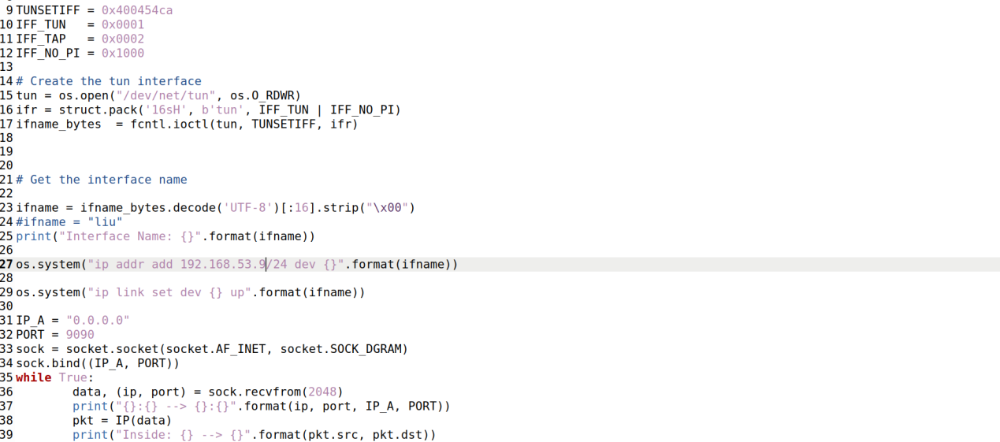 9 TUNSETIFF = 0x400454ca
10 IFF_TUN   = 0x0001
11 IFF_TAP   = 0x0002
12 IFF_NO_PI = 0x1000
13
14 # Create the tun interface
15 tun = os.open("/dev/net/tun", os.O_RDWR)
16 ifr = struct.pack('16sH', b'tun', IFF_TUN | IFF_NO_PI)
17 ifname_bytes  = fcntl.ioctl(tun, TUNSETIFF, ifr)
18
19
20
21 # Get the interface name
22
23 ifname = ifname_bytes.decode('UTF-8')[:16].strip("\x00")
24 #ifname = "liu"
25 print("Interface Name: {}".format(ifname))
26
27 os.system("ip addr add 192.168.53.9/24 dev {}".format(ifname))
28
29 os.system("ip link set dev {} up".format(ifname))
30
31 IP_A = "0.0.0.0"
32 PORT = 9090
33 sock = socket.socket(socket.AF_INET, socket.SOCK_DGRAM)
34 sock.bind((IP_A, PORT))
35 while True:
36         data, (ip, port) = sock.recvfrom(2048)
37         print("{}:{} --> {}:{}".format(ip, port, IP_A, PORT))
38         pkt = IP(data)
39         print("Inside: {} --> {}".format(pkt.src, pkt.dst))